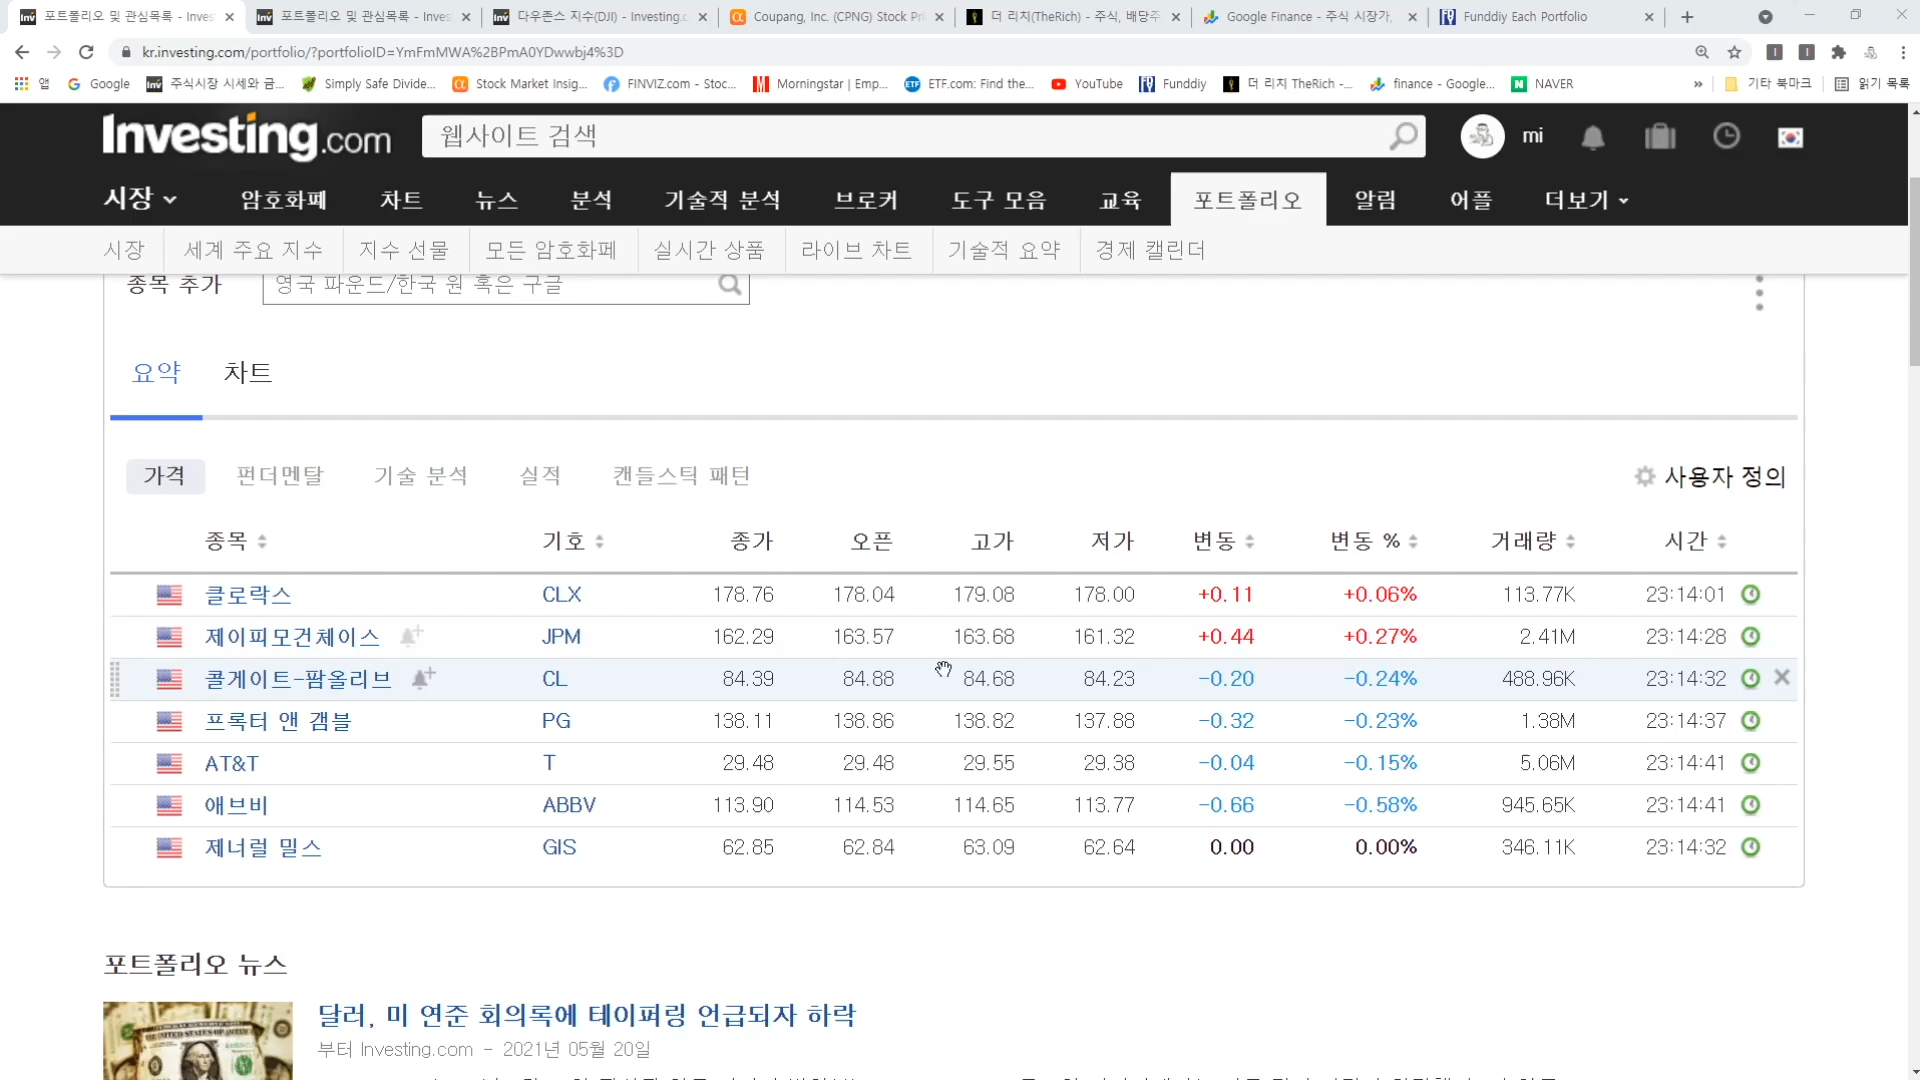 포트폴리오 및 관심목록 - Inves
포트폴리오 및 관심목록 - Inves
다우존스 지수(DJI) - Investing.c
Coupang, Inc. (CPNG) Stock Pri
더 리치(TheRich) - 주식, 배당주
Google Finance - 주식 시장가,
Funddiy Each Portfolio
kr.investing.com/portfolio/?portfolioID=YmFmMWA%2BPmA0YDwwbj4%3D
앱
Google
주식시장 시세와 금...
Simply Safe Divide...
Stock Market Insig...
FINVIZ.com - Stoc...
Morningstar | Emp...
ETF.com: Find the...
YouTube
Funddiy
더 리치 TheRich -...
finance - Google...
NAVER
»
기타 북마크
읽기 목록
Investing.com
웹사이트 검색
mi
시장 암호화폐 차트 뉴스 분석 기술적 분석 브로커 도구 모음 교육 포트폴리오 알림 어플 더보기
시장 세계 주요 지수 지수 선물 모든 암호화폐 실시간 상품 라이브 차트 기술적 요약 경제 캘린더
종목 추가 영국 파운드/한국 원 혹은 구글
요약 차트
가격 펀더멘탈 기술 분석 실적 캔들스틱 패턴 사용자 정의
종목 기호 종가 오픈 고가 저가 변동 변동 % 거래량 시간
클로락스 CLX 178.76 178.04 179.08 178.00 +0.11 +0.06% 113.77K 23:14:01
제이피모건체이스 JPM 162.29 163.57 163.68 161.32 +0.44 +0.27% 2.41M 23:14:28
콜게이트-팜올리브 CL 84.39 84.88 84.68 84.23 -0.20 -0.24% 488.96K 23:14:32
프록터 앤 갬블 PG 138.11 138.86 138.82 137.88 -0.32 -0.23% 1.38M 23:14:37
AT&T T 29.48 29.48 29.55 29.38 -0.04 -0.15% 5.06M 23:14:41
애브비 ABBV 113.90 114.53 114.65 113.77 -0.66 -0.58% 945.65K 23:14:41
제너럴 밀스 GIS 62.85 62.84 63.09 62.64 0.00 0.00% 346.11K 23:14:32
포트폴리오 뉴스
달러, 미 연준 회의록에 테이퍼링 언급되자 하락
부터 Investing.com - 2021년 05월 20일